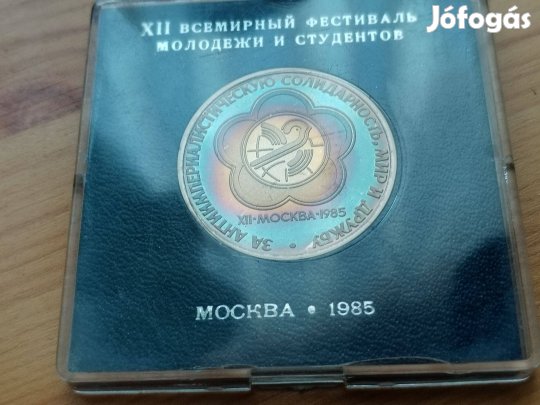 Jófogás
XII ВСЕМИРНЫЙ ФЕСТИВАЛЬ
МОЛОДЕЖИ И СТУДЕНТОВ
ЗА АНТИИМПЕРИАЛИСТИЧЕСКУЮ СОЛИДАРНОСТЬ, МИР И ДРУЖБУ •
XII·МОСКВА·1985
МОСКВА • 1985